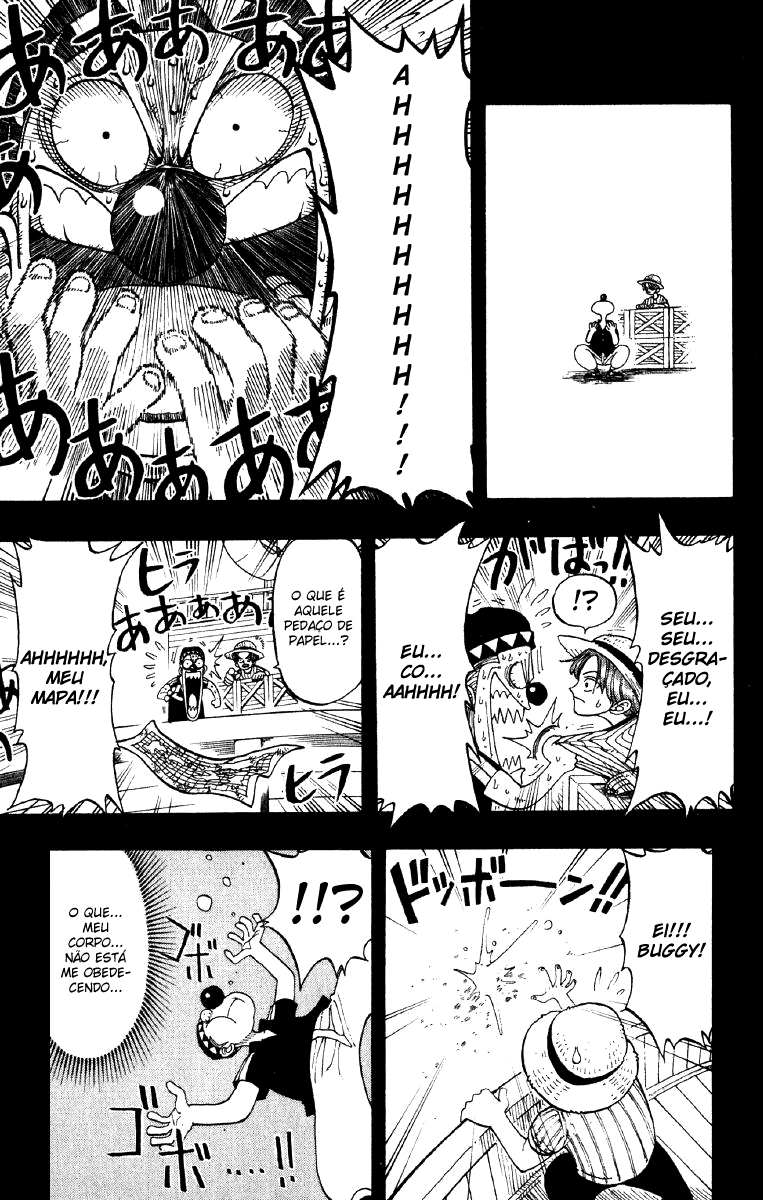 あああああああああああ
AHHHHHHHHHHH!!!
がばっ!!
!?
SEU...
SEU...
DESGRA-
ÇADO,
EU...
EU...!
EU...
CO...
AAHHHH!
O QUE É
AQUELE
PEDAÇO DE
PAPEL...?
ヒラ
あああああ
AHHHHHH,
MEU
MAPA!!!
ヒラ
ドッボーン!!
EI!!!
BUGGY!
!!?
O QUE...
MEU
CORPO...
NÃO ESTÁ
ME OBEDE-
CENDO...
ゴボ
ゴボ
....!!